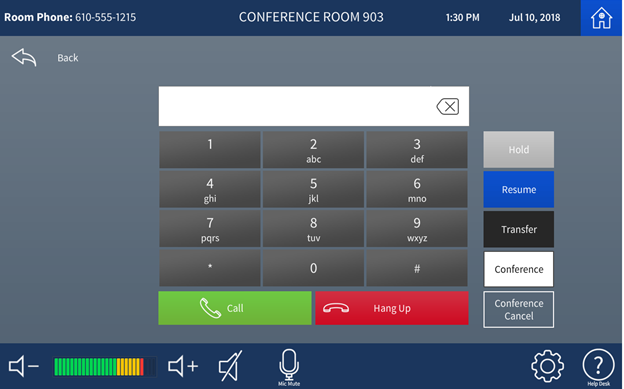 Room Phone: 610-555-1215
CONFERENCE ROOM 903
1:30 PM
Jul 10, 2018
Back
1
2
abc
3
def
Hold
4
ghi
5
jkl
6
mno
Resume
7
pqrs
8
tuv
9
wxyz
Transfer
*
0
#
Conference
Call
Hang Up
Conference
Cancel
Mic Mute
?
Help Desk